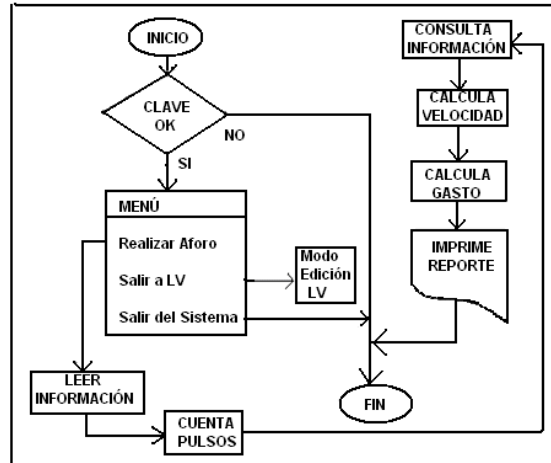 INICIO
CLAVE
OK
NO
SI
MENÚ
Realizar Aforo
Salir a LV
Salir del Sistema
Modo
Edición
LV
LEER
INFORMACIÓN
CUENTA
PULSOS
CONSULTA
INFORMACIÓN
CALCULA
VELOCIDAD
CALCULA
GASTO
IMPRIME
REPORTE
FIN